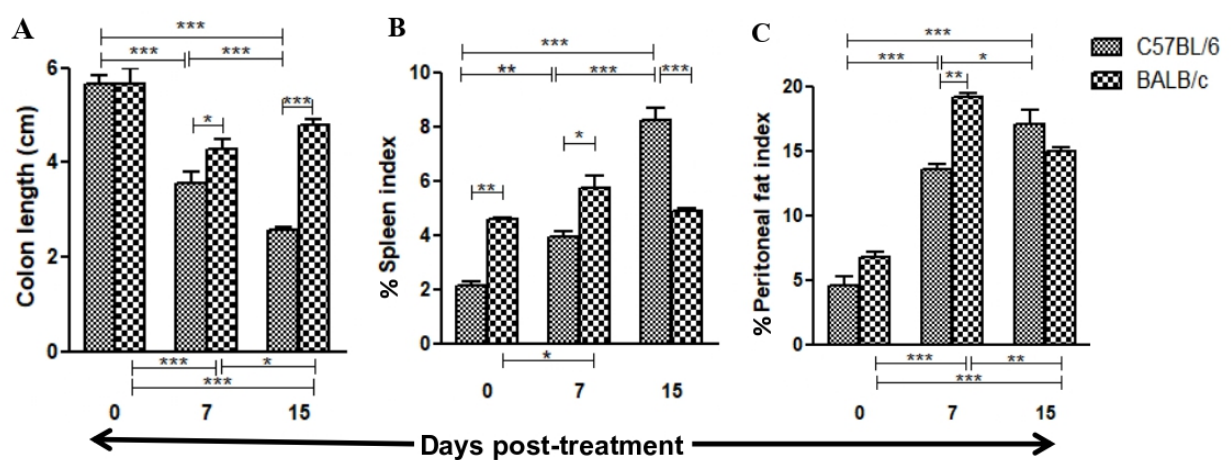 A
B
C
C57BL/6
BALB/c
***
*** ***
***
** *** ***
***
*** *
**
6
4
2
0
Colon length (cm)
*
***
10
8
6
4
2
0
% Spleen index
**
*
20
15
10
5
0
% Peritoneal fat index
*** *
***
*
*** **
***
0 7 15
0 7 15
0 7 15
Days post-treatment